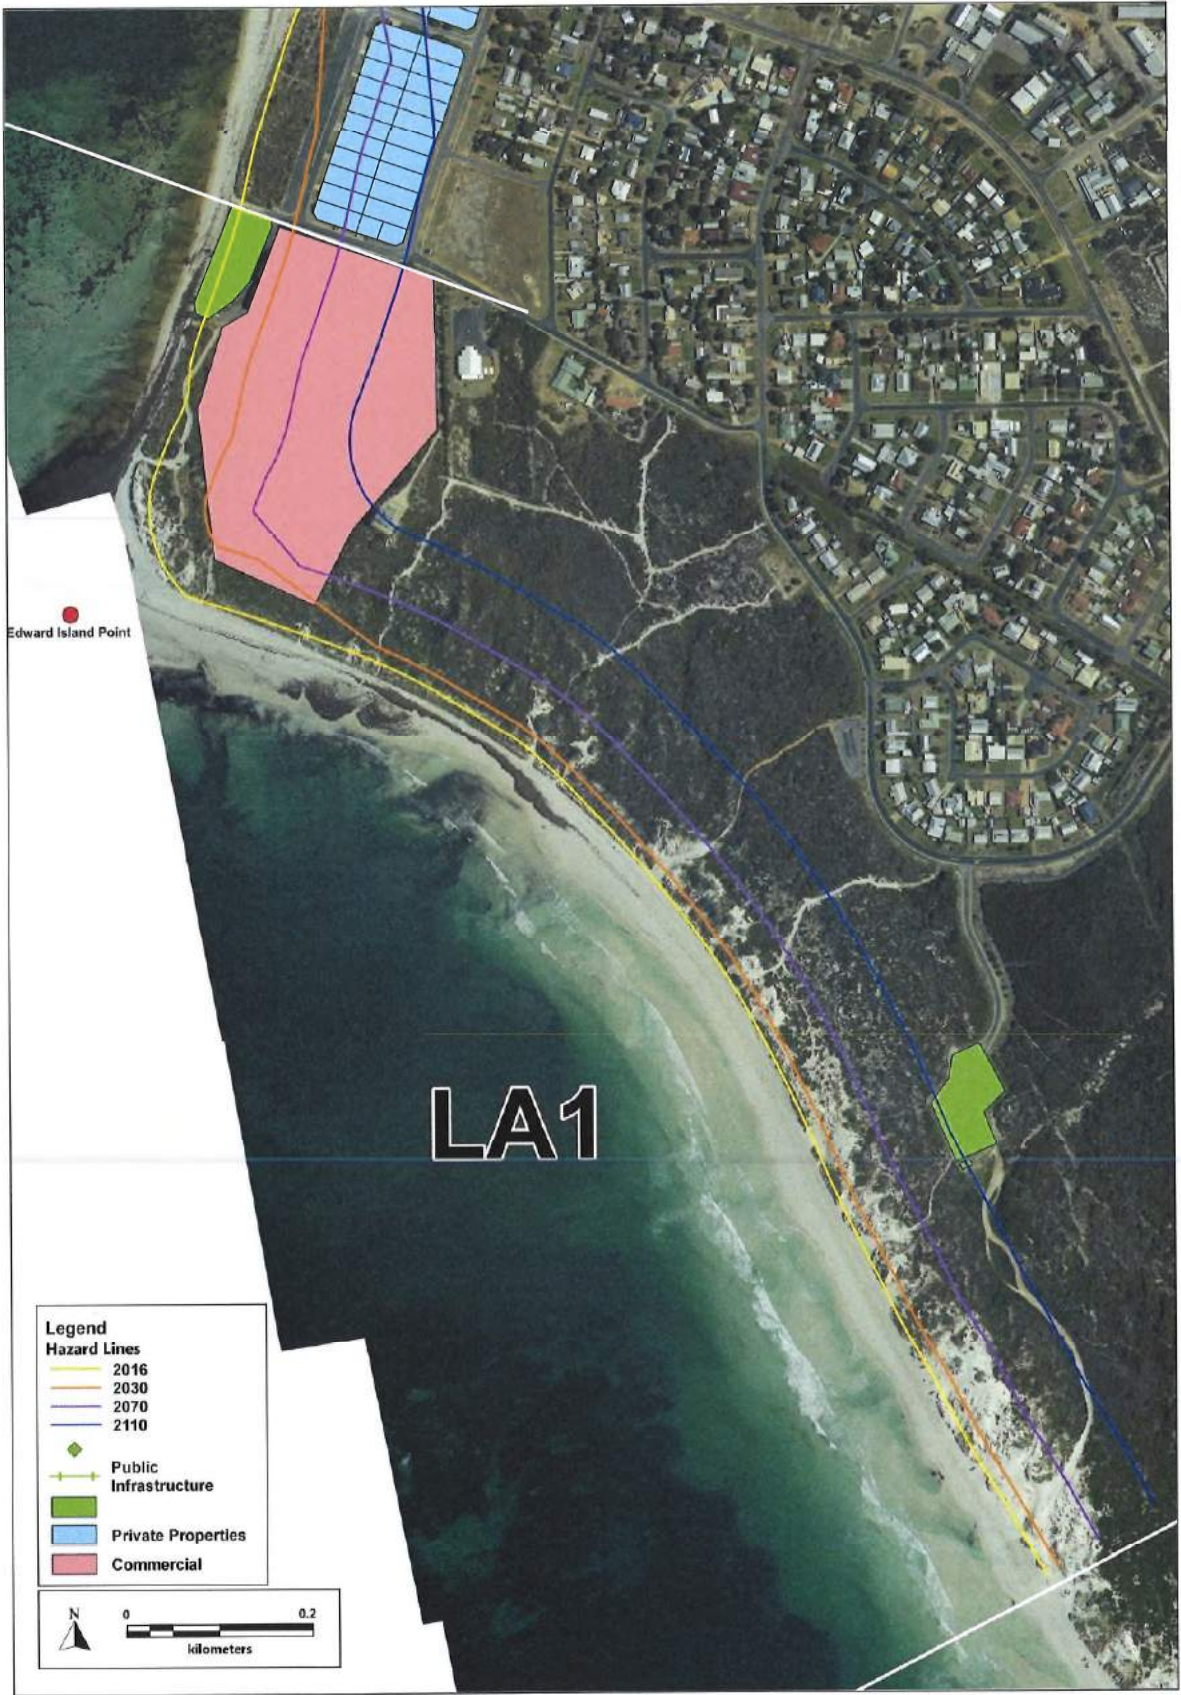 Edward Island Point
LA1
Legend
Hazard Lines
2016
2030
2070
2110
Public
Infrastructure
Private Properties
Commercial
N
0 0.2
kilometers